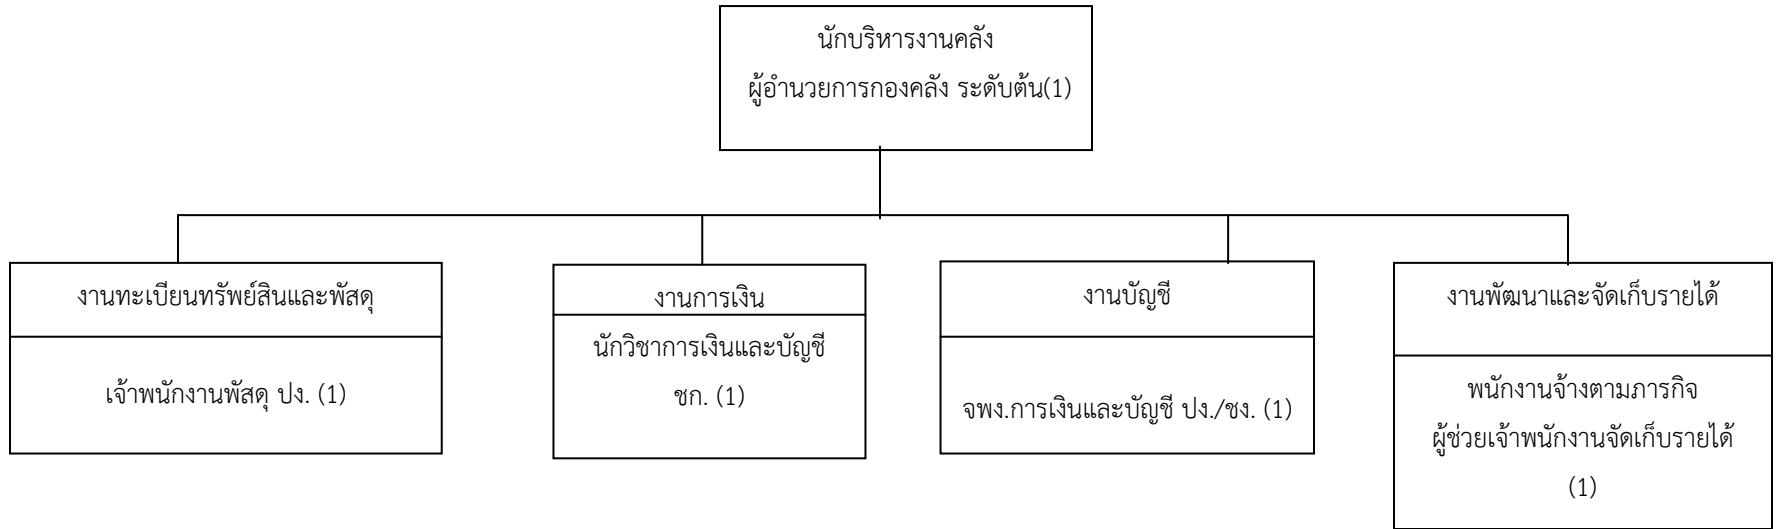 นักบริหารงานคลัง
ผู้อำนวยการกองคลัง ระดับต้น(1)
งานทะเบียนทรัพย์สินและพัสดุ
เจ้าพนักงานพัสดุ ปง. (1)
งานการเงิน
นักวิชาการเงินและบัญชี
ชก. (1)
งานบัญชี
จพง.การเงินและบัญชี ปง./ชง. (1)
งานพัฒนาและจัดเก็บรายได้
พนักงานจ้างตามภารกิจ
ผู้ช่วยเจ้าพนักงานจัดเก็บรายได้
(1)